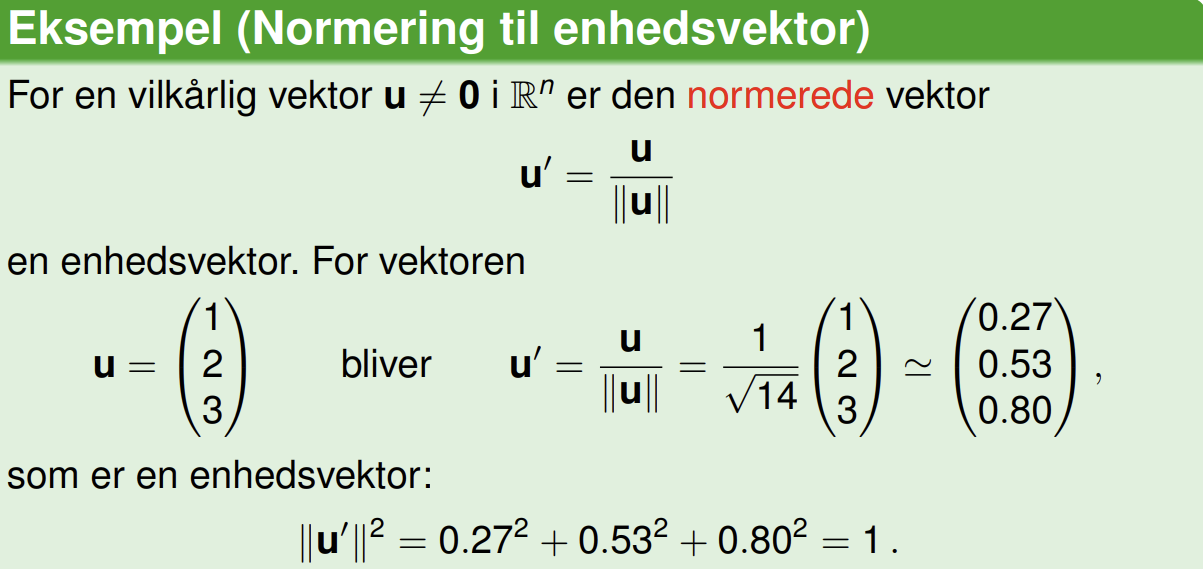 Eksempel (Normering til enhedsvektor)
For en vilkårlig vektor u ≠ 0 i ℝⁿ er den normerede vektor
u′ = u / ‖u‖
en enhedsvektor. For vektoren
u = (1 2 3) bliver u′ = u / ‖u‖ = 1 / √14 (1 2 3) ≃ (0.27 0.53 0.80) ,
som er en enhedsvektor:
‖u′‖² = 0.27² + 0.53² + 0.80² = 1 .